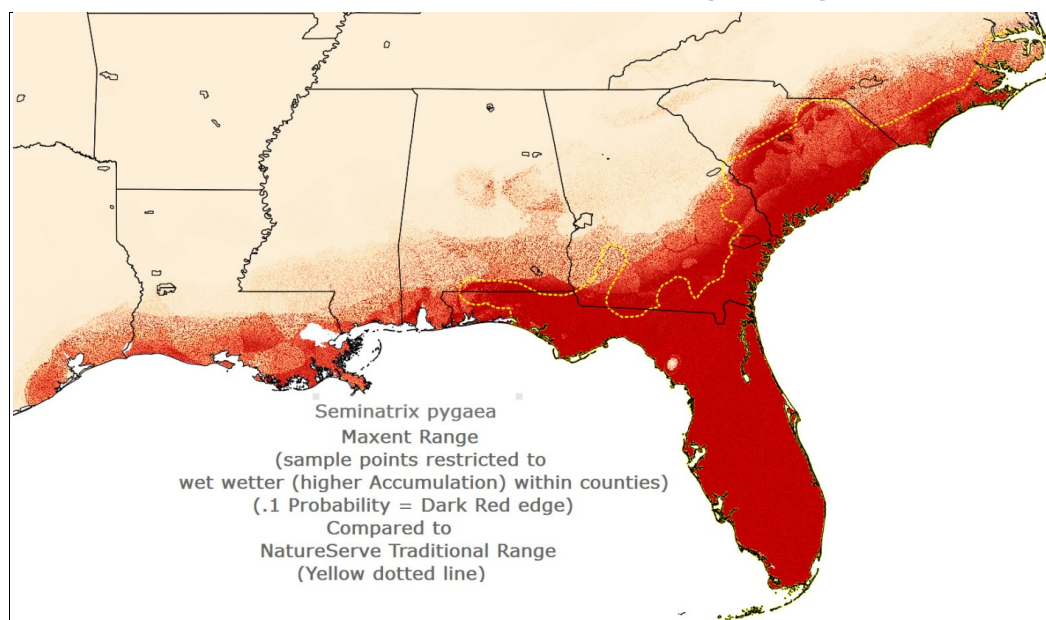 Seminatrix pygaea
Maxent Range
(sample points restricted to
wet wetter (higher Accumulation) within counties)
(.1 Probability = Dark Red edge)
Compared to
NatureServe Traditional Range
(Yellow dotted line)